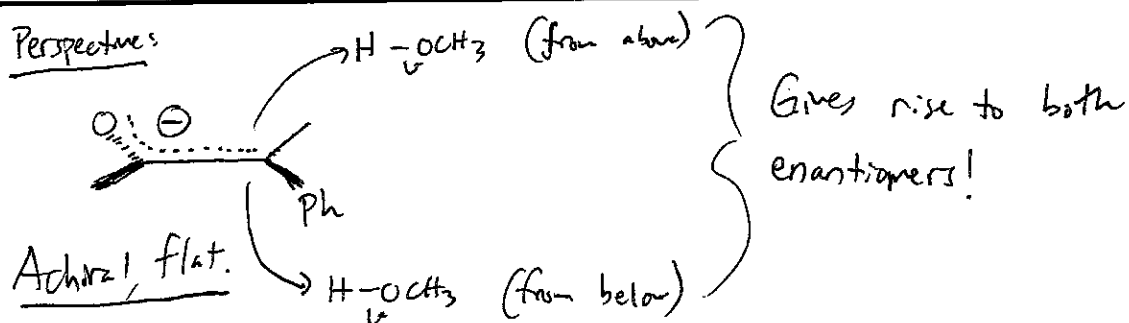 Perspective:
H-OCH3 (from above)
Gives rise to both
enantiomers!
O ⊖
Ph
Achiral, flat.
H-OCH3 (from below)